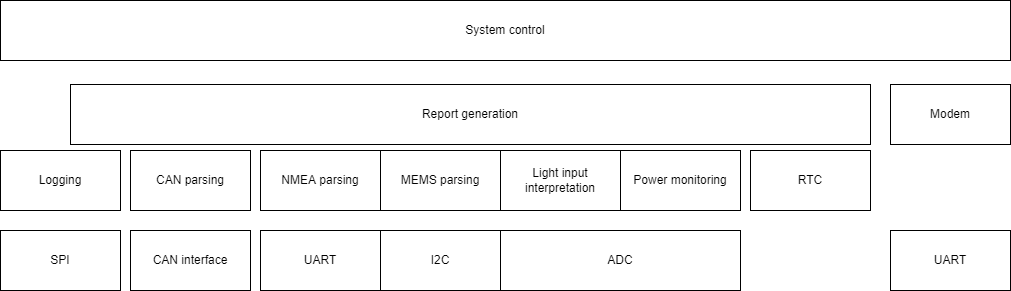 System control
Report generation
Modem
Logging
CAN parsing
NMEA parsing
MEMS parsing
Light input
interpretation
Power monitoring
RTC
SPI
CAN interface
UART
I2C
ADC
UART